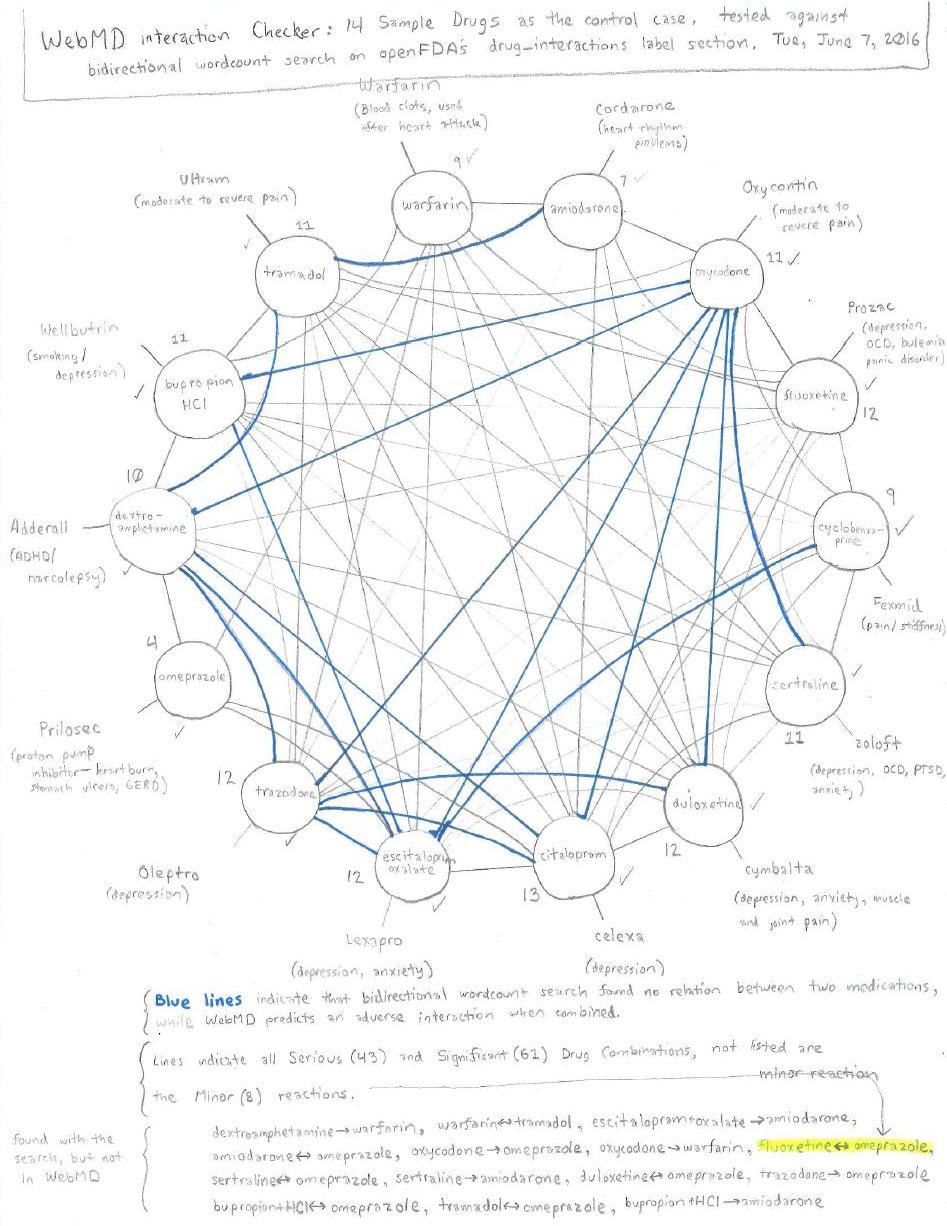 WebMD interaction Checker: 14 Sample Drugs as the control case, tested against
bidirectional wordcount search on openFDA's drug-interactions label section. Tue, June 7, 2016
Warfarin
(Blood clots, used
after heart attack)
9 ✓
warfarin
Cordarone
(heart rhythm
problems)
7 ✓
amiodarone
Oxycontin
(moderate to
severe pain)
11 ✓
oxycodone
Prozac
(depression,
OCD, bulemia
panic disorder)
✓
12
fluoxetine
9
✓
cyclobenza-
prine
Fexmid
(pain/stiffness)
✓
sertraline
11
zoloft
(depression, OCD, PTSD,
anxiety)
duloxetine
✓
12
cymbalta
(depression, anxiety, muscle
and joint pain)
citalopram
13
✓
celexa
(depression)
escitalopram
oxalate
12
✓
Lexapro
(depression, anxiety)
trazodone
12
✓
Oleptro
(depression)
omeprazole
4
✓
Prilosec
(proton pump
inhibitor-heartburn,
stomach ulcers, GERD)
dextro-
amphetamine
10
Adderall
(ADHD/
narcolepsy)
✓
bupropion
HCl
11
Wellbutrin
(smoking/
depression)
✓
tramadol
11
Ultram
(moderate to severe pain)
✓
Blue lines indicate that bidirectional wordcount search found no relation between two medications,
while WebMD predicts an adverse interaction when combined.
Lines indicate all Serious (43) and Significant (61) Drug Combinations, not listed are
the Minor (8) reactions.
minor reaction
found with the
search, but not
in WebMD
dextroamphetamine→warfarin, warfarin↔tramadol, escitalopram+oxalate→amiodarone,
amiodarone↔omeprazole, oxycodone→omeprazole, oxycodone→warfarin, fluoxetine↔omeprazole,
sertraline↔omeprazole, sertraline→amiodarone, duloxetine↔omeprazole, trazodone→omeprazole
bupropion+HCl↔omeprazole, tramadol↔omeprazole, bupropion+HCl→amiodarone